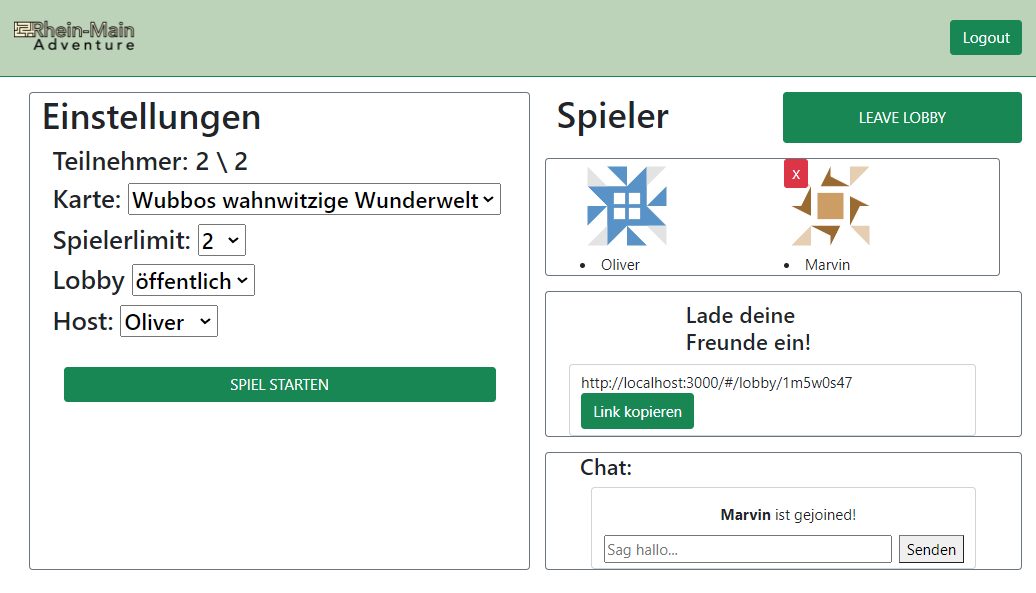 Rhein-Main
Adventure
Logout
Einstellungen
Teilnehmer: 2 \ 2
Karte: Wubbos wahnwitzige Wunderwelt
Spielerlimit: 2
Lobby öffentlich
Host: Oliver
SPIEL STARTEN
Spieler
LEAVE LOBBY
X
Oliver
Marvin
Lade deine
Freunde ein!
http://localhost:3000/#/lobby/1m5w0s47
Link kopieren
Chat:
Marvin ist gejoined!
Sag hallo...
Senden